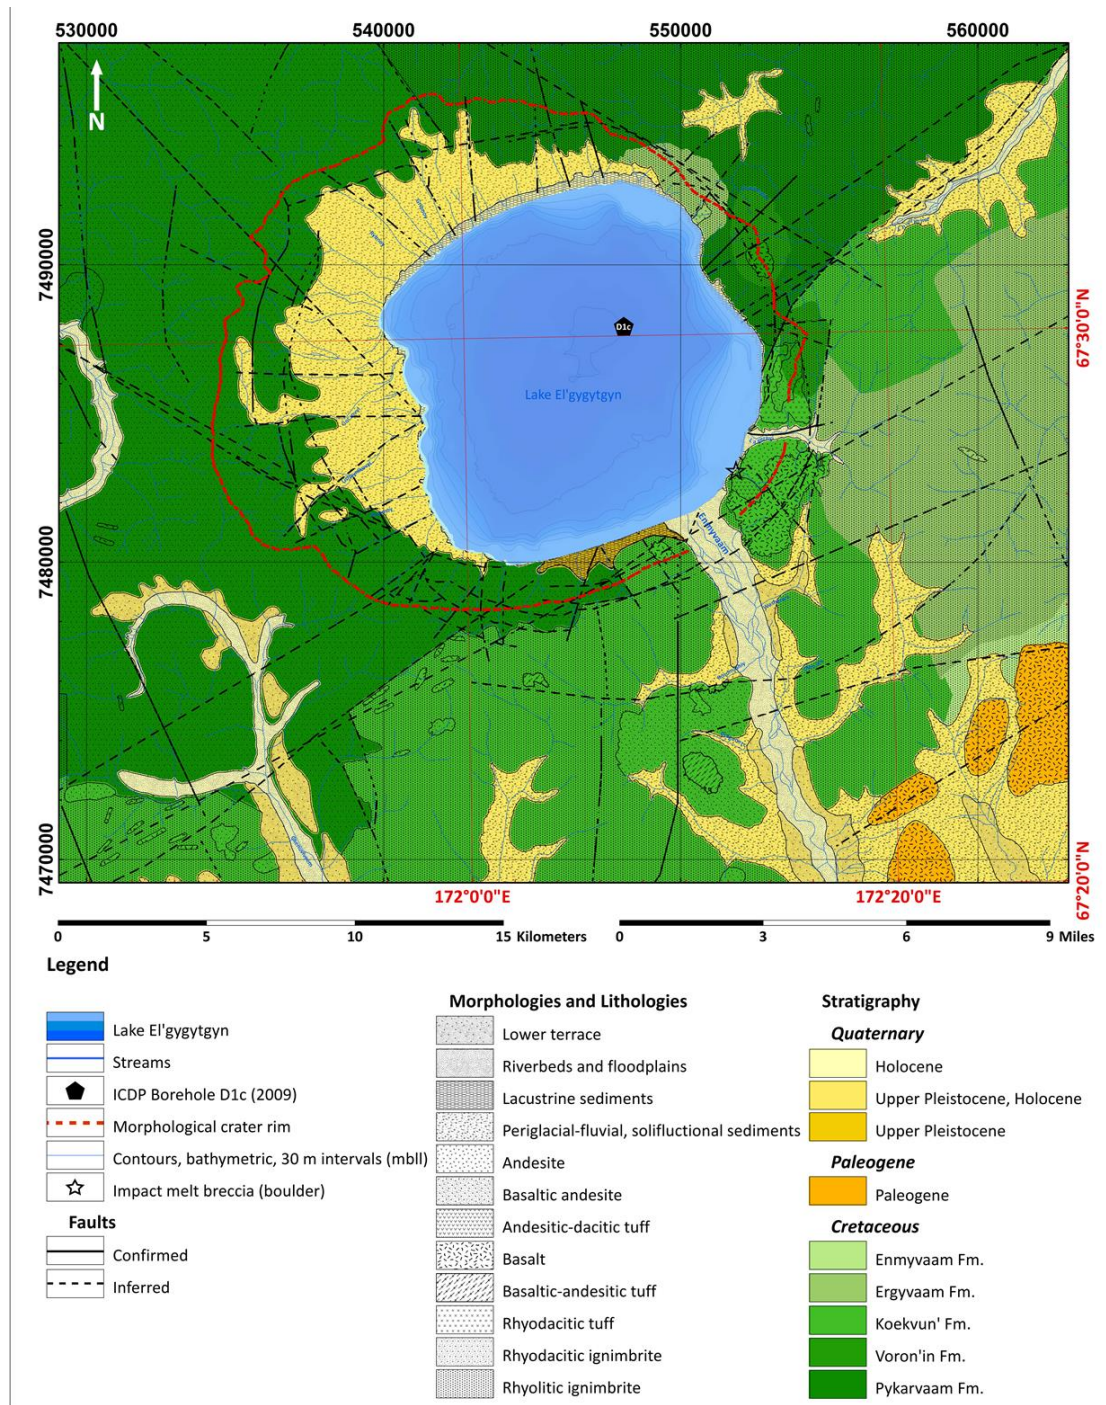 530000 540000 550000 560000
N
7490000
7480000
7470000
D1c
Lake El'gygytgyn
Enmyvaam
67°30'0"N
67°20'0"N
172°0'0"E 172°20'0"E
0 5 10 15 Kilometers 0 3 6 9 Miles
Legend
Lake El'gygytgyn
Streams
ICDP Borehole D1c (2009)
Morphological crater rim
Contours, bathymetric, 30 m intervals (mbll)
Impact melt breccia (boulder)
Faults
Confirmed
Inferred
Morphologies and Lithologies
Lower terrace
Riverbeds and floodplains
Lacustrine sediments
Periglacial-fluvial, solifluctional sediments
Andesite
Basaltic andesite
Andesitic-dacitic tuff
Basalt
Basaltic-andesitic tuff
Rhyodacitic tuff
Rhyodacitic ignimbrite
Rhyolitic ignimbrite
Stratigraphy
Quaternary
Holocene
Upper Pleistocene, Holocene
Upper Pleistocene
Paleogene
Paleogene
Cretaceous
Enmyvaam Fm.
Ergyvaam Fm.
Koekvun' Fm.
Voron'in Fm.
Pykarvaam Fm.